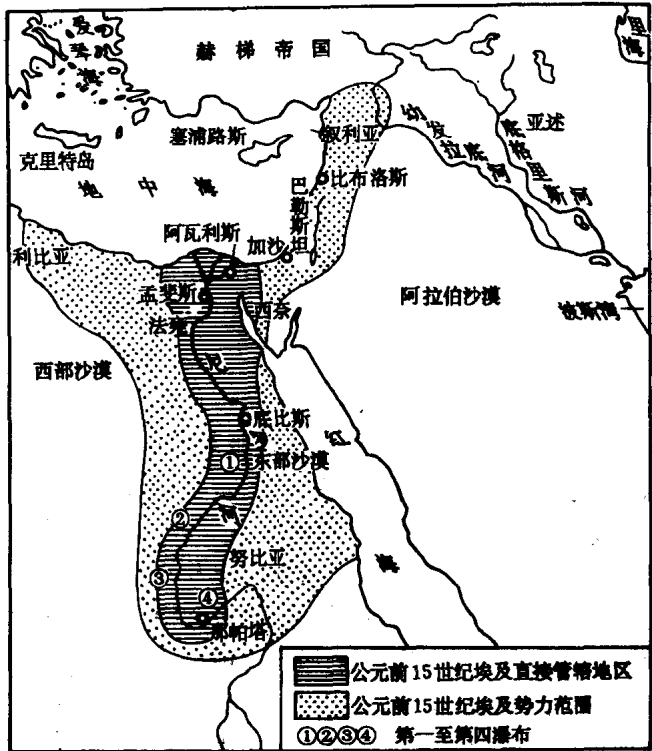 爱琴海
赫梯帝国
里海
塞浦路斯
叙利亚
幼发拉底河
底格里斯河
亚述
克里特岛
地中海
比布洛斯
巴勒斯坦
阿瓦利斯
加沙
利比亚
孟斐斯
西奈
阿拉伯沙漠
波斯湾
法雍
西部沙漠
尼罗河
底比斯
红海
①
东部沙漠
②
③
努比亚
④
那帕塔
公元前15世纪埃及直接管辖地区
公元前15世纪埃及势力范围
①②③④ 第一至第四瀑布